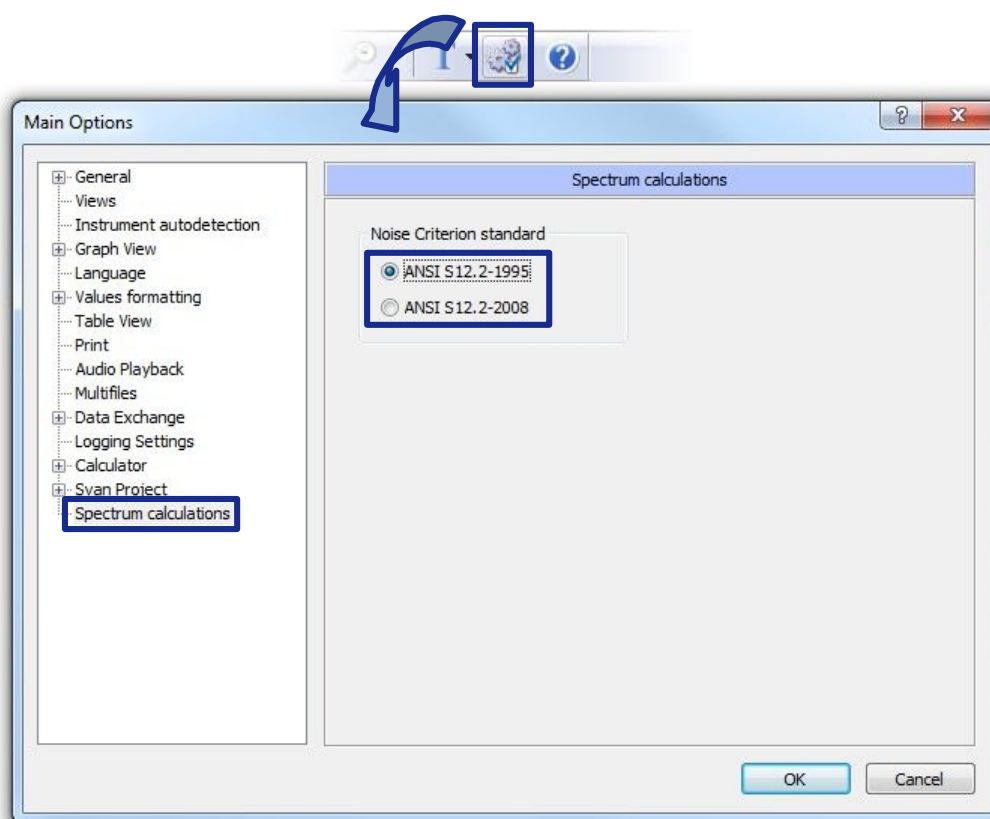 T
Main Options
General
Views
Instrument autodetection
Graph View
Language
Values formatting
Table View
Print
Audio Playback
Multifiles
Data Exchange
Logging Settings
Calculator
Svan Project
Spectrum calculations
Spectrum calculations
Noise Criterion standard
ANSI S12.2-1995
ANSI S12.2-2008
OK
Cancel